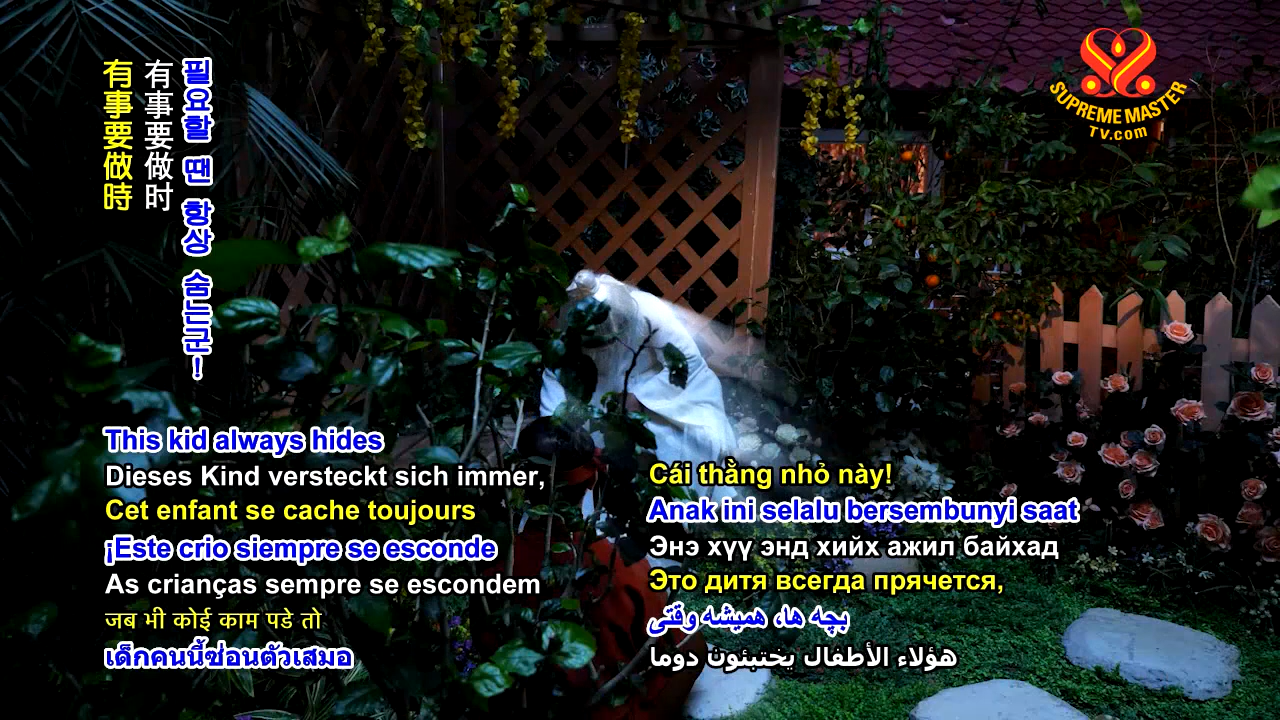 有事要做時
有事要做时
필요할 땐 항상 숨는군!
SUPREME MASTER
TV.com
This kid always hides
Dieses Kind versteckt sich immer,
Cet enfant se cache toujours
¡Este crio siempre se esconde
As crianças sempre se escondem
जब भी कोई काम पडे तो
เด็กคนนี้ซ่อนตัวเสมอ
Cái thằng nhỏ này!
Anak ini selalu bersembunyi saat
Энэ хүү энд хийх ажил байхад
Это дитя всегда прячется,
بچه ها، همیشه وقتی
هؤلاء الأطفال يختبئون دوما